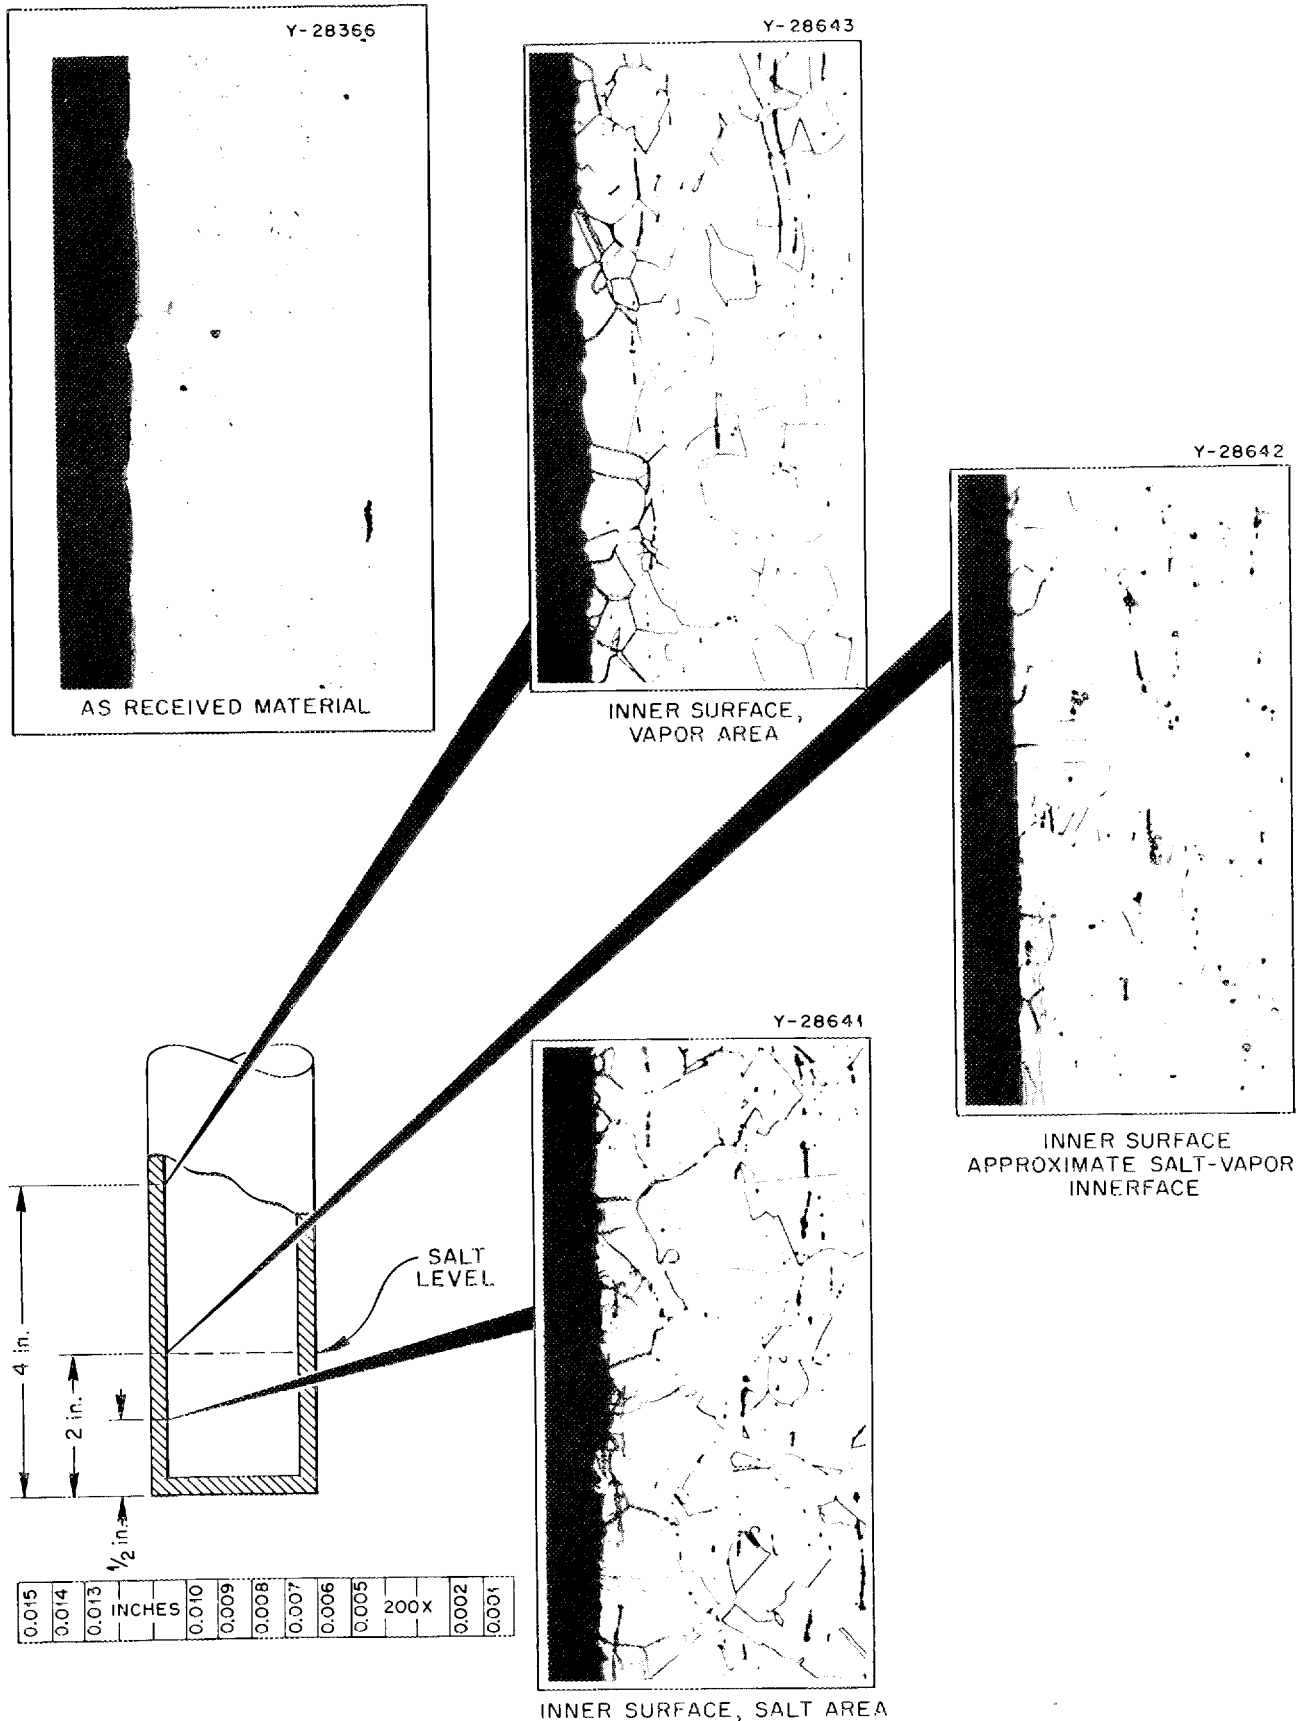 Y-28366
AS RECEIVED MATERIAL
Y-28643
INNER SURFACE,
VAPOR AREA
Y-28642
INNER SURFACE
APPROXIMATE SALT-VAPOR
INNERFACE
Y-28641
INNER SURFACE, SALT AREA
SALT
LEVEL
4 in.
2 in.
1/2 in.
0.015 0.014 0.013 INCHES 0.010 0.009 0.008 0.007 0.006 0.005 200X 0.002 0.001